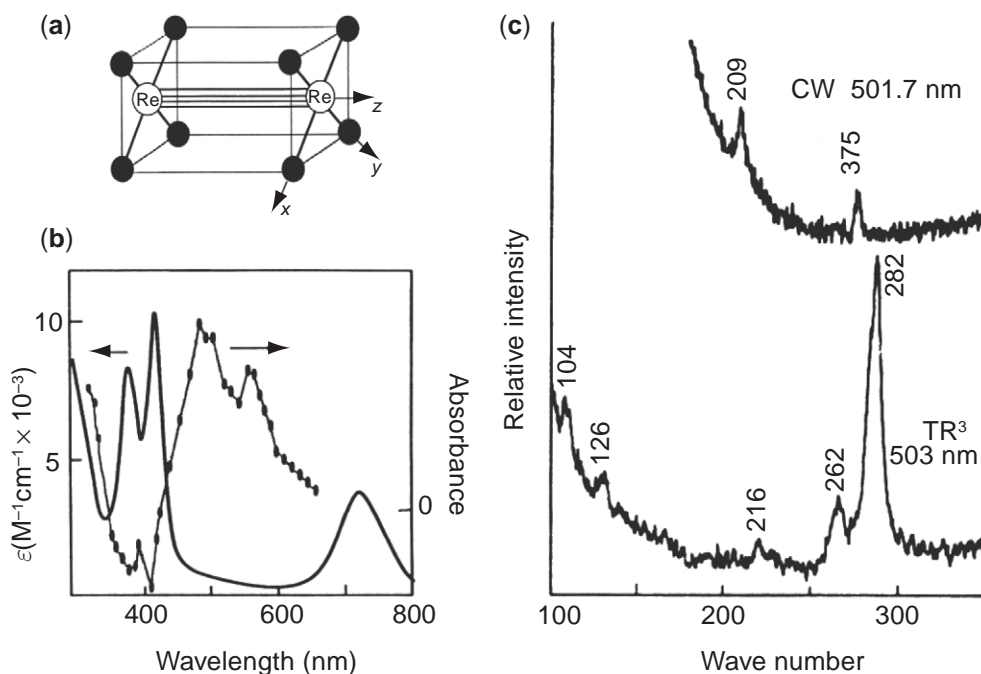 (a)
Re
Re
z
y
x
(b)
10
5
0
400
600
800
ε(M⁻¹cm⁻¹ × 10⁻³)
Absorbance
Wavelength (nm)
(c)
209
CW 501.7 nm
375
282
104
126
216
262
TR³
503 nm
100
200
300
Relative intensity
Wave number